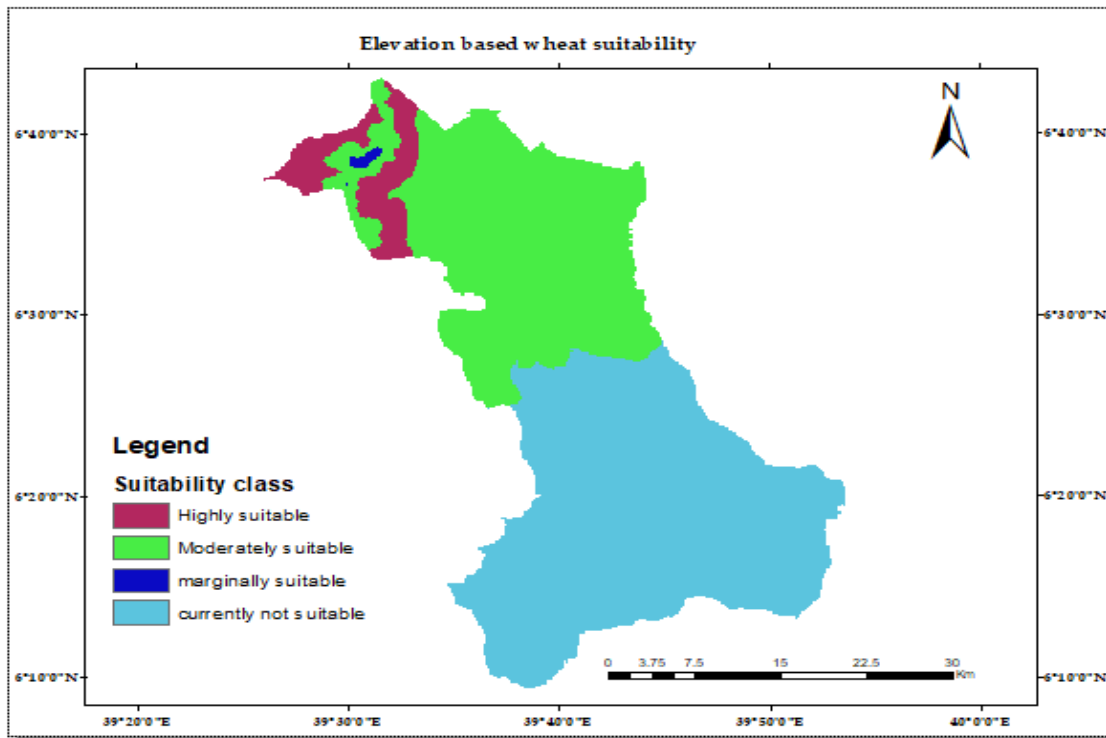 Elevation based wheat suitability
N
6°40'0"N
6°40'0"N
6°30'0"N
6°30'0"N
6°20'0"N
6°20'0"N
6°10'0"N
6°10'0"N
Legend
Suitability class
Highly suitable
Moderately suitable
marginally suitable
currently not suitable
0 3.75 7.5 15 22.5 30
Km
39°20'0"E 39°30'0"E 39°40'0"E 39°50'0"E 40°0'0"E